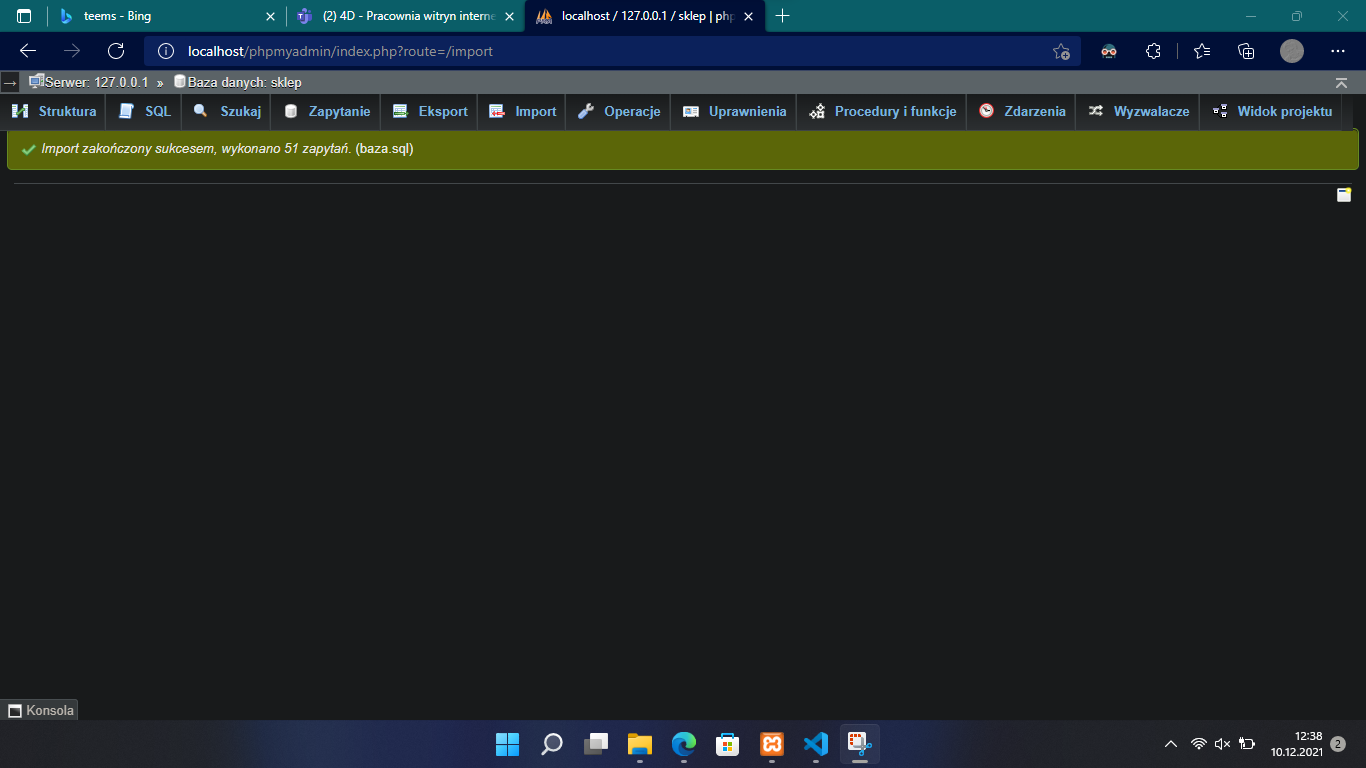 teems - Bing
(2) 4D - Pracownia witryn interne
localhost / 127.0.0.1 / sklep | php
localhost/phpmyadmin/index.php?route=/import
Serwer: 127.0.0.1 » Baza danych: sklep
Struktura SQL Szukaj Zapytanie Eksport Import Operacje Uprawnienia Procedury i funkcje Zdarzenia Wyzwalacze Widok projektu
Import zakończony sukcesem, wykonano 51 zapytań. (baza.sql)
Konsola
12:38
10.12.2021
2